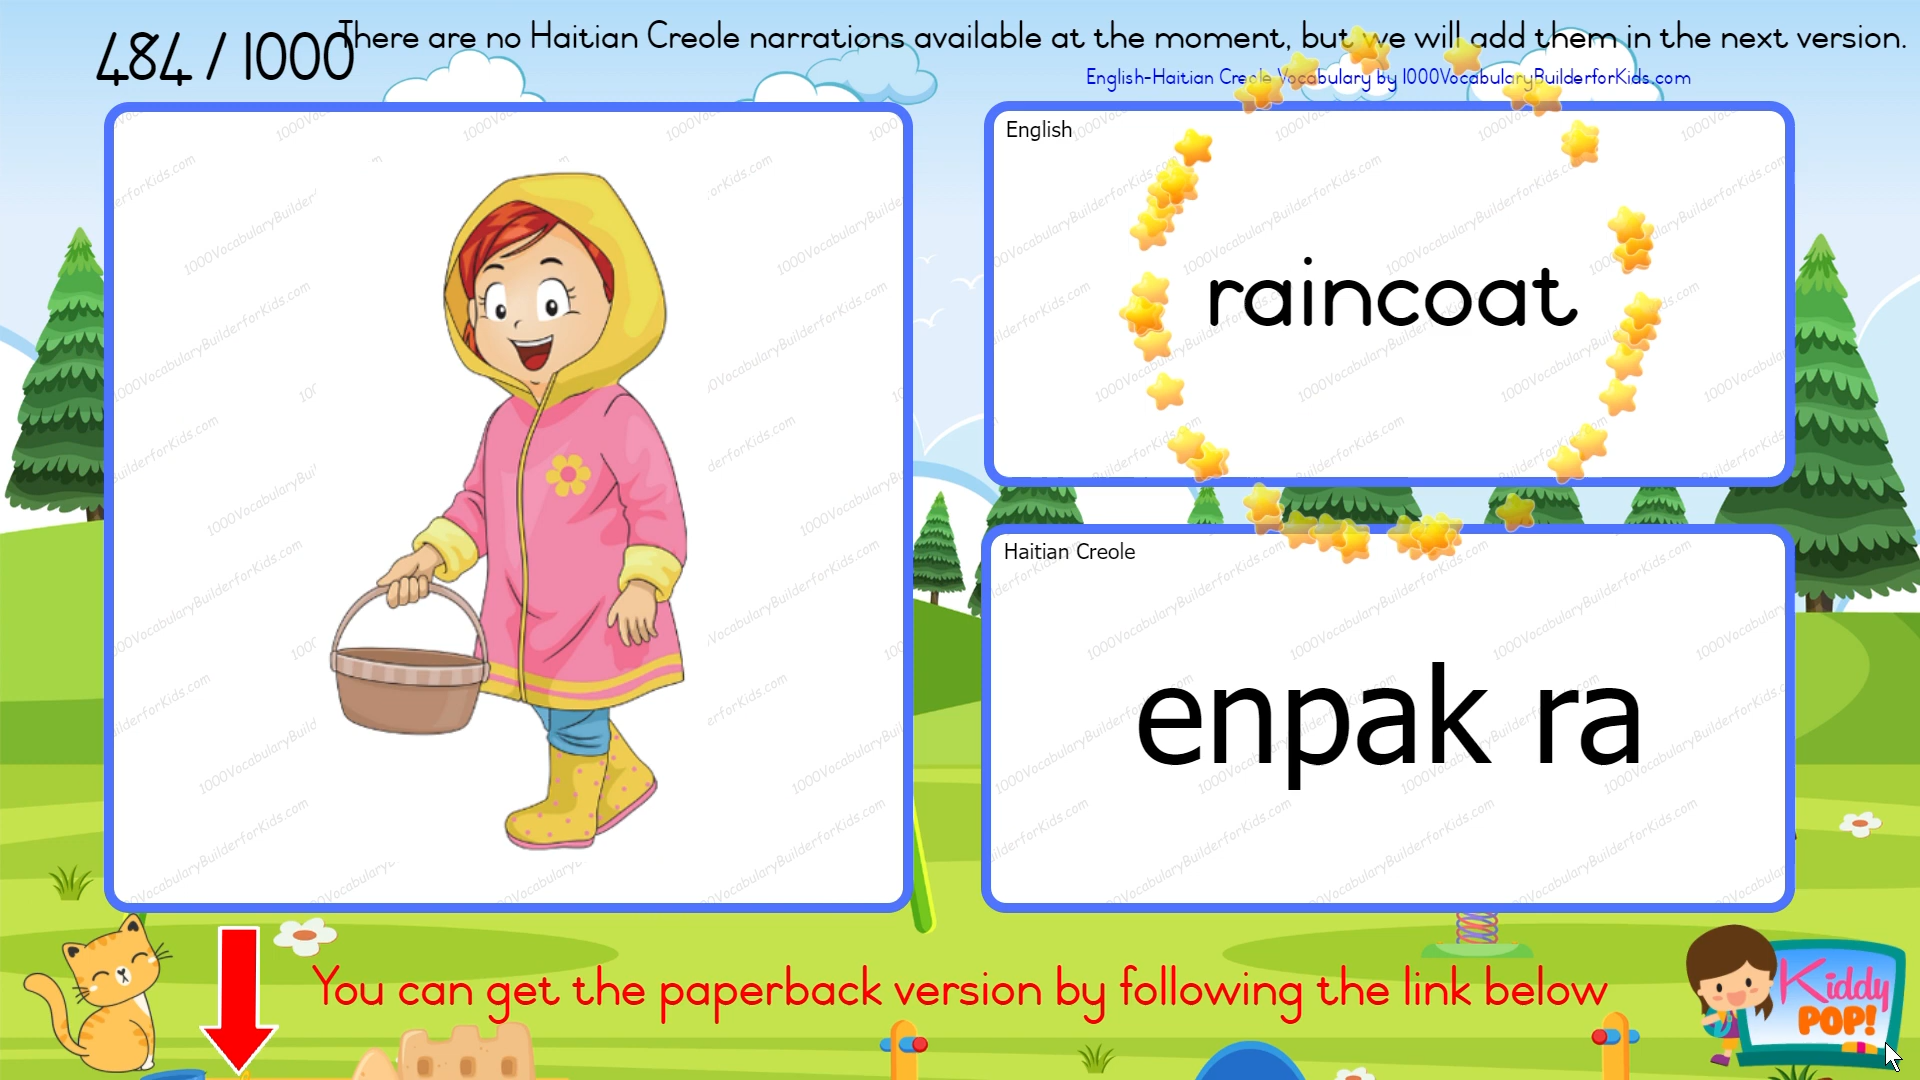 484 / 1000
There are no Haitian Creole narrations available at the moment, but we will add them in the next version.
English-Haitian Creole Vocabulary by 1000VocabularyBuilderforKids.com
English
raincoat
Haitian Creole
enpak ra
You can get the paperback version by following the link below
Kiddy
POP!
1000VocabularyBuilderforKids.com